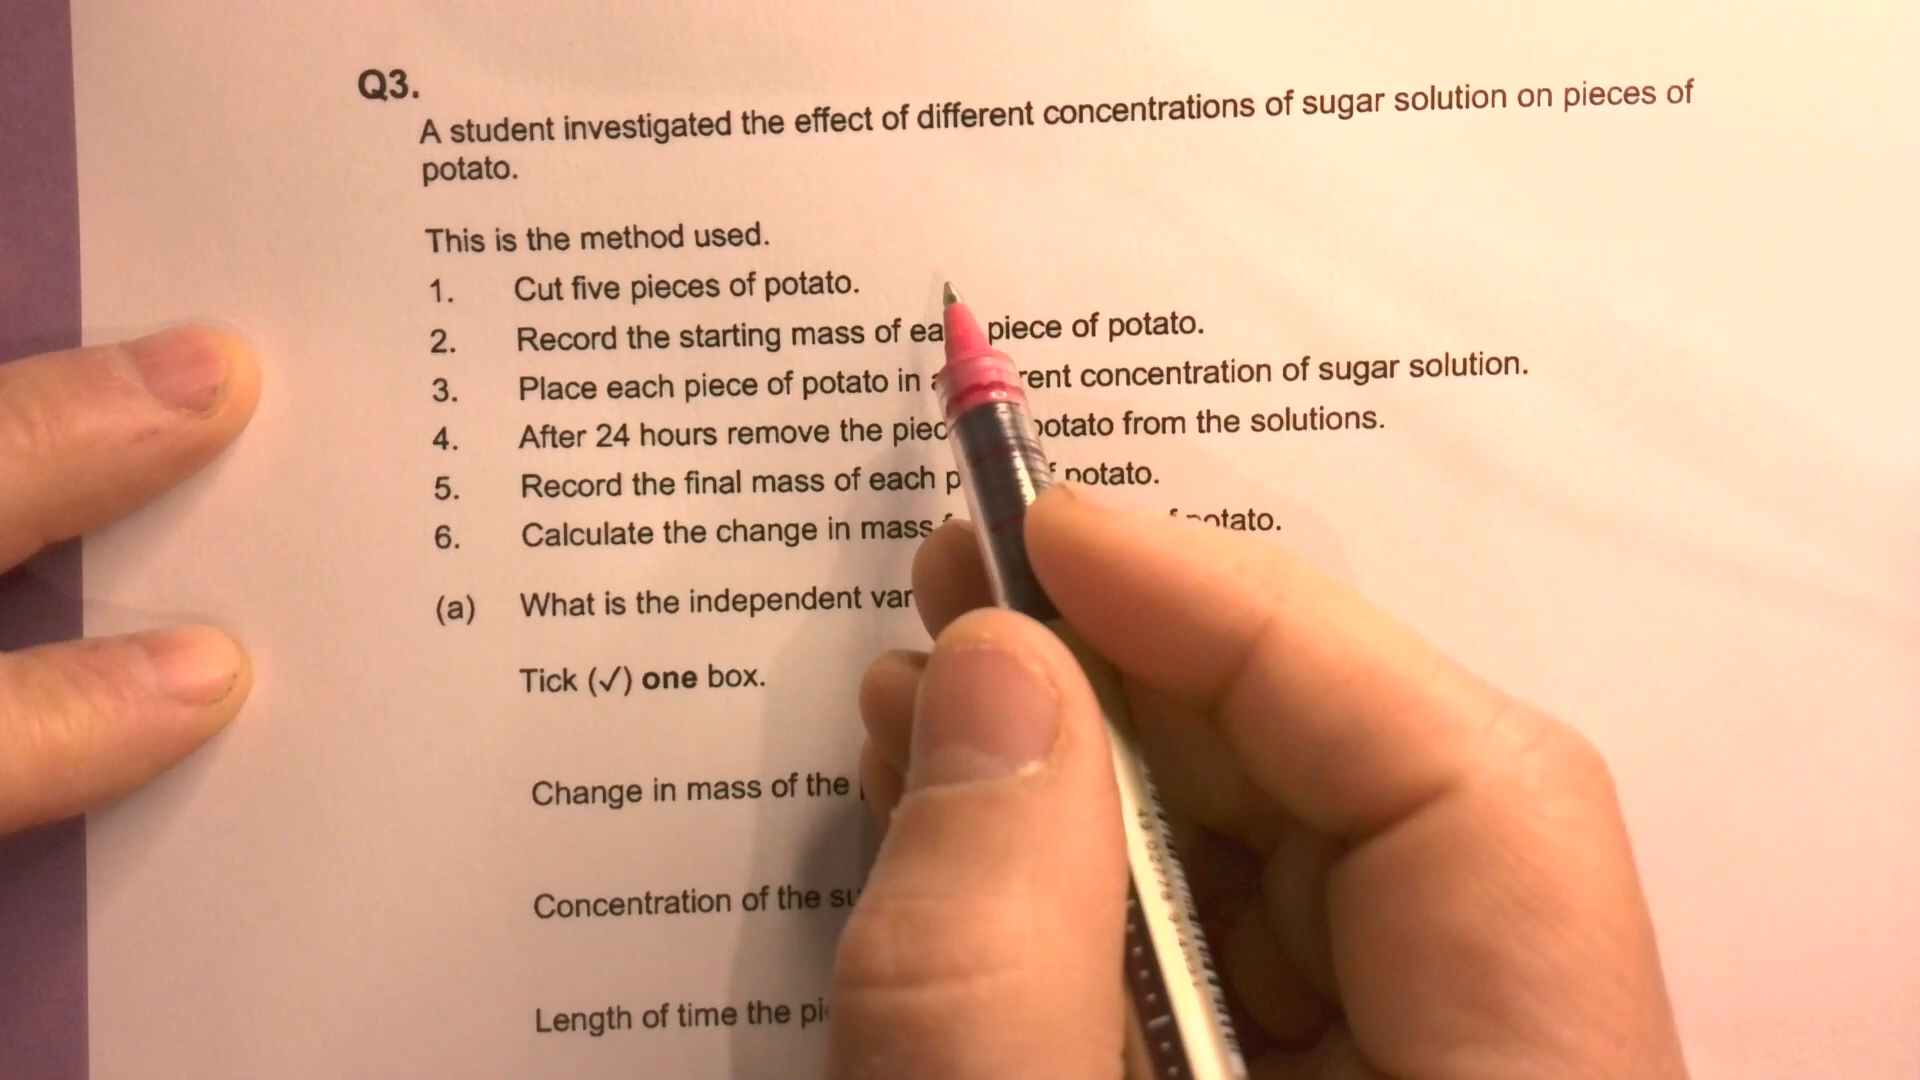 Q3.
A student investigated the effect of different concentrations of sugar solution on pieces of
potato.
This is the method used.
1. Cut five pieces of potato.
2. Record the starting mass of ea piece of potato.
3. Place each piece of potato in rent concentration of sugar solution.
4. After 24 hours remove the piec potato from the solutions.
5. Record the final mass of each p potato.
6. Calculate the change in mass potato.
(a) What is the independent var
Tick (✓) one box.
Change in mass of the
Concentration of the su
Length of time the pi